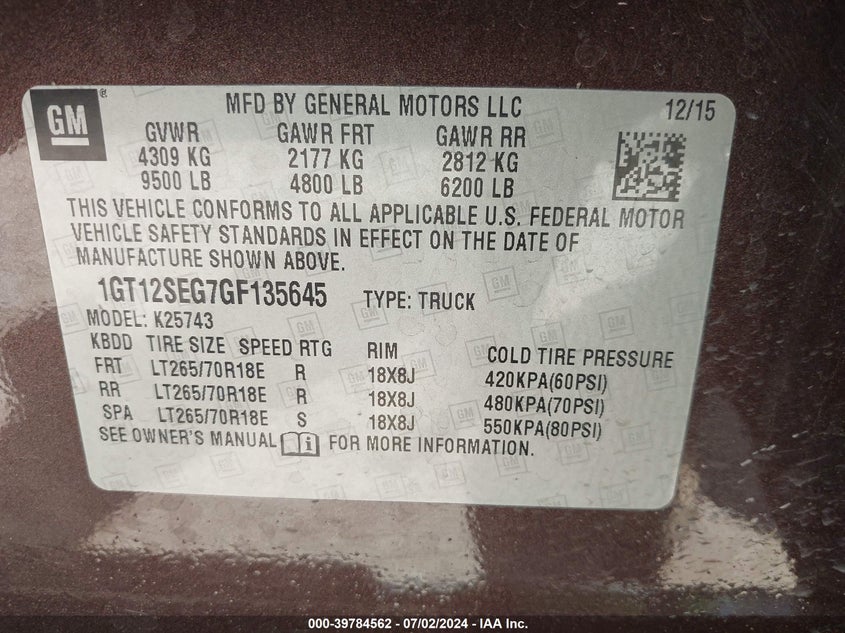 GM ® MFD BY GENERAL MOTORS LLC 12/15
GVWR GAWR FRT GAWR RR
4309 KG 2177 KG 2812 KG
9500 LB 4800 LB 6200 LB
THIS VEHICLE CONFORMS TO ALL APPLICABLE U.S. FEDERAL MOTOR
VEHICLE SAFETY STANDARDS IN EFFECT ON THE DATE OF
MANUFACTURE SHOWN ABOVE.
1GT12SEG7GF135645 TYPE: TRUCK
MODEL: K25743
KBDD TIRE SIZE SPEED RTG RIM COLD TIRE PRESSURE
FRT LT265/70R18E R 18X8J 420KPA(60PSI)
RR LT265/70R18E R 18X8J 480KPA(70PSI)
SPA LT265/70R18E S 18X8J 550KPA(80PSI)
SEE OWNER'S MANUAL i FOR MORE INFORMATION.
000-39784562 - 07/02/2024 - IAA Inc.